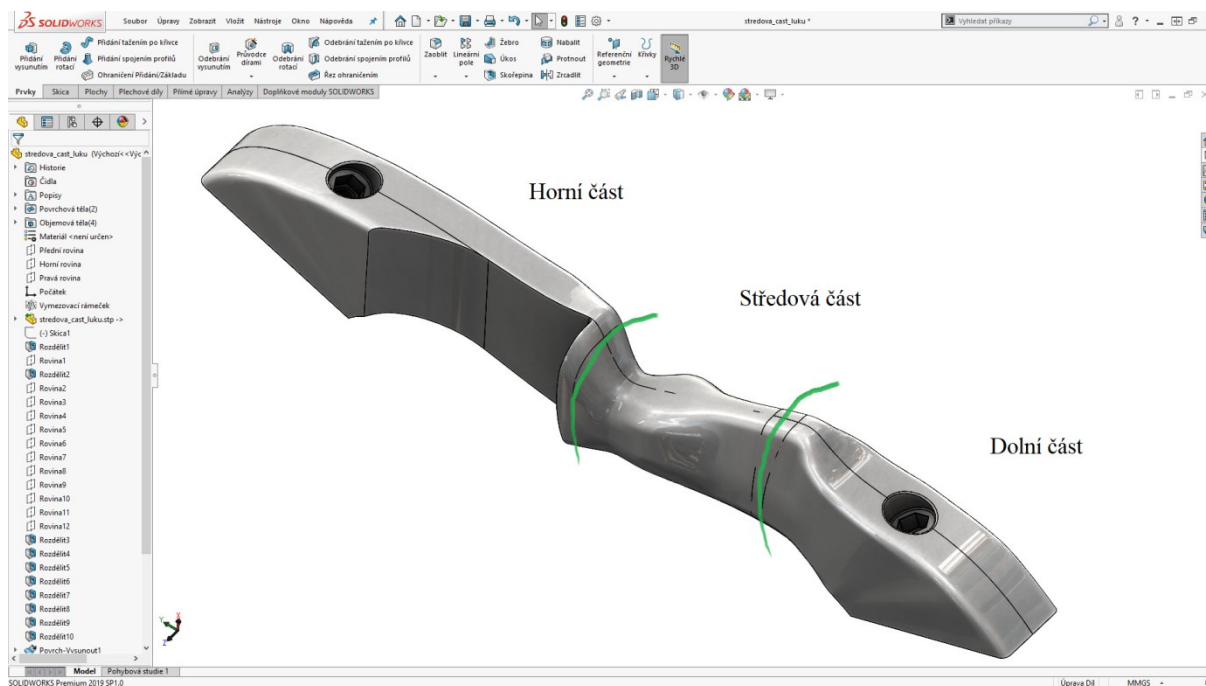 SOLIDWORKS
Soubor Úpravy Zobrazit Vložit Nástroje Okno Nápověda
stredova_cast_luku *
Vyhledat příkazy
Přidání vysunutím
Přidání rotací
Přidání tažením po křivce
Přidání spojením profilů
Ohraničení Přidání/Základu
Odebrání vysunutím
Průvodce dírami
Odebrání rotací
Odebrání tažením po křivce
Odebrání spojením profilů
Řez ohraničením
Zaoblit
Lineární pole
Žebro
Úkos
Skořepina
Nabalit
Protnout
Zrcadlit
Referenční geometrie
Křivky
Rychlé 3D
Prvky Skica Plochy Plechové díly Přímé úpravy Analýzy Doplňkové moduly SOLIDWORKS
stredova_cast_luku (Výchozí<<Výc
Historie
Čidla
Popisy
Povrchová těla(2)
Objemová těla(4)
Materiál <není určen>
Přední rovina
Horní rovina
Pravá rovina
Počátek
Vymezovací rámeček
stredova_cast_luku.stp ->
(-) Skica1
Rozdělit1
Rovina1
Rozdělit2
Rovina2
Rovina3
Rovina4
Rovina5
Rovina6
Rovina7
Rovina8
Rovina9
Rovina10
Rovina11
Rovina12
Rozdělit3
Rozdělit4
Rozdělit5
Rozdělit6
Rozdělit7
Rozdělit8
Rozdělit9
Rozdělit10
Povrch-Vysunout1
Horní část
Středová část
Dolní část
Y
X
Z
Model Pohybová studie 1
SOLIDWORKS Premium 2019 SP1.0
Úprava Díl MMGS